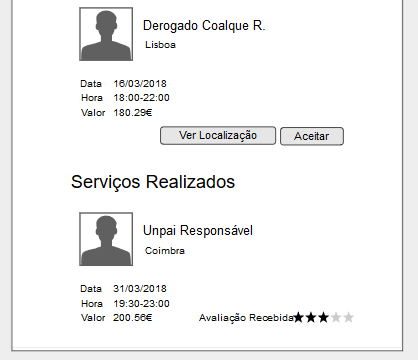 Derogado Coalque R.
Lisboa
Data 16/03/2018
Hora 18:00-22:00
Valor 180.29€
Ver Localização Aceitar
Serviços Realizados
Unpai Responsável
Coimbra
Data 31/03/2018
Hora 19:30-23:00
Valor 200.56€ Avaliação Recebida